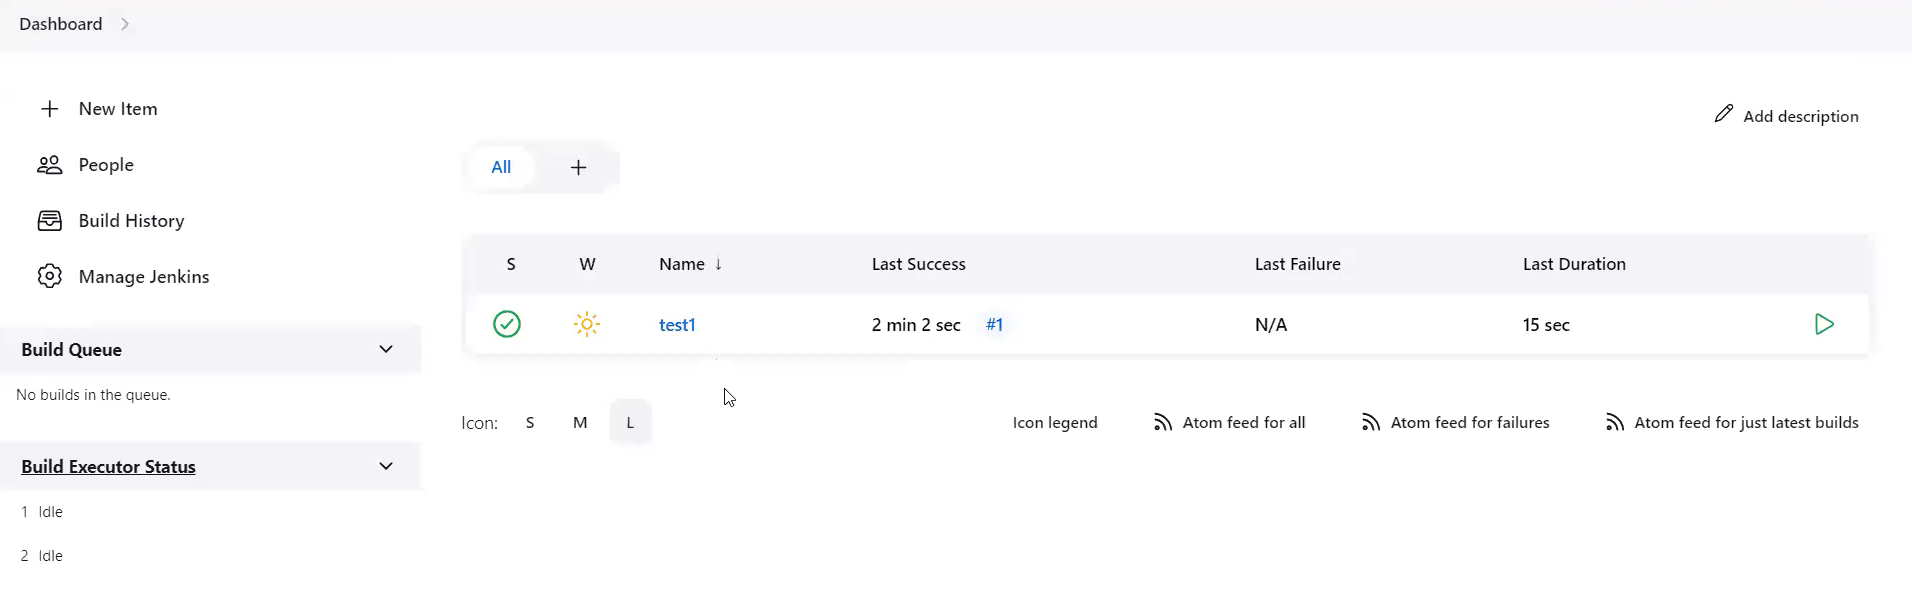 Dashboard
New Item
People
Build History
Manage Jenkins
Build Queue
No builds in the queue.
Build Executor Status
1 Idle
2 Idle
Add description
All
S W Name ↓ Last Success Last Failure Last Duration
test1 2 min 2 sec #1 N/A 15 sec
Icon: S M L Icon legend Atom feed for all Atom feed for failures Atom feed for just latest builds